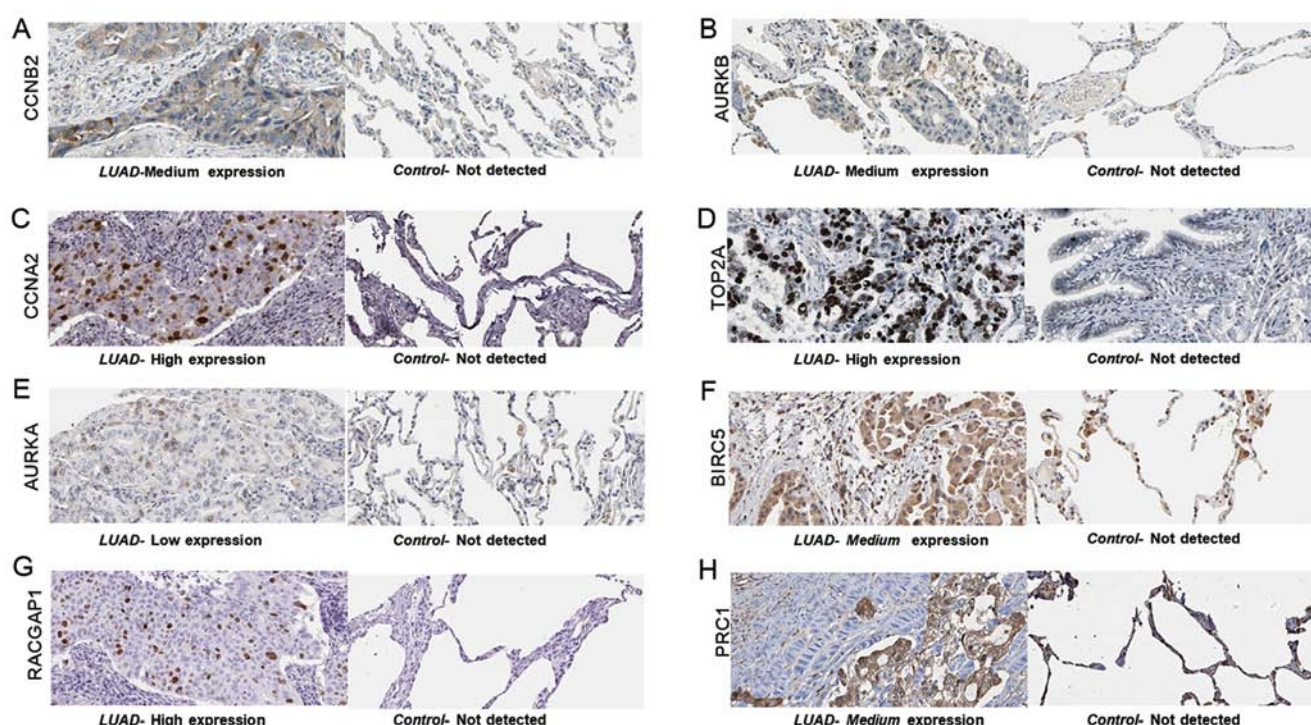 A
CCNB2
LUAD-Medium expression
Control- Not detected
B
AURKB
LUAD- Medium expression
Control- Not detected
C
CCNA2
LUAD- High expression
Control- Not detected
D
TOP2A
LUAD- High expression
Control- Not detected
E
AURKA
LUAD- Low expression
Control- Not detected
F
BIRC5
LUAD- Medium expression
Control- Not detected
G
RACGAP1
LUAD- High expression
Control- Not detected
H
PRC1
LUAD- Medium expression
Control- Not detected